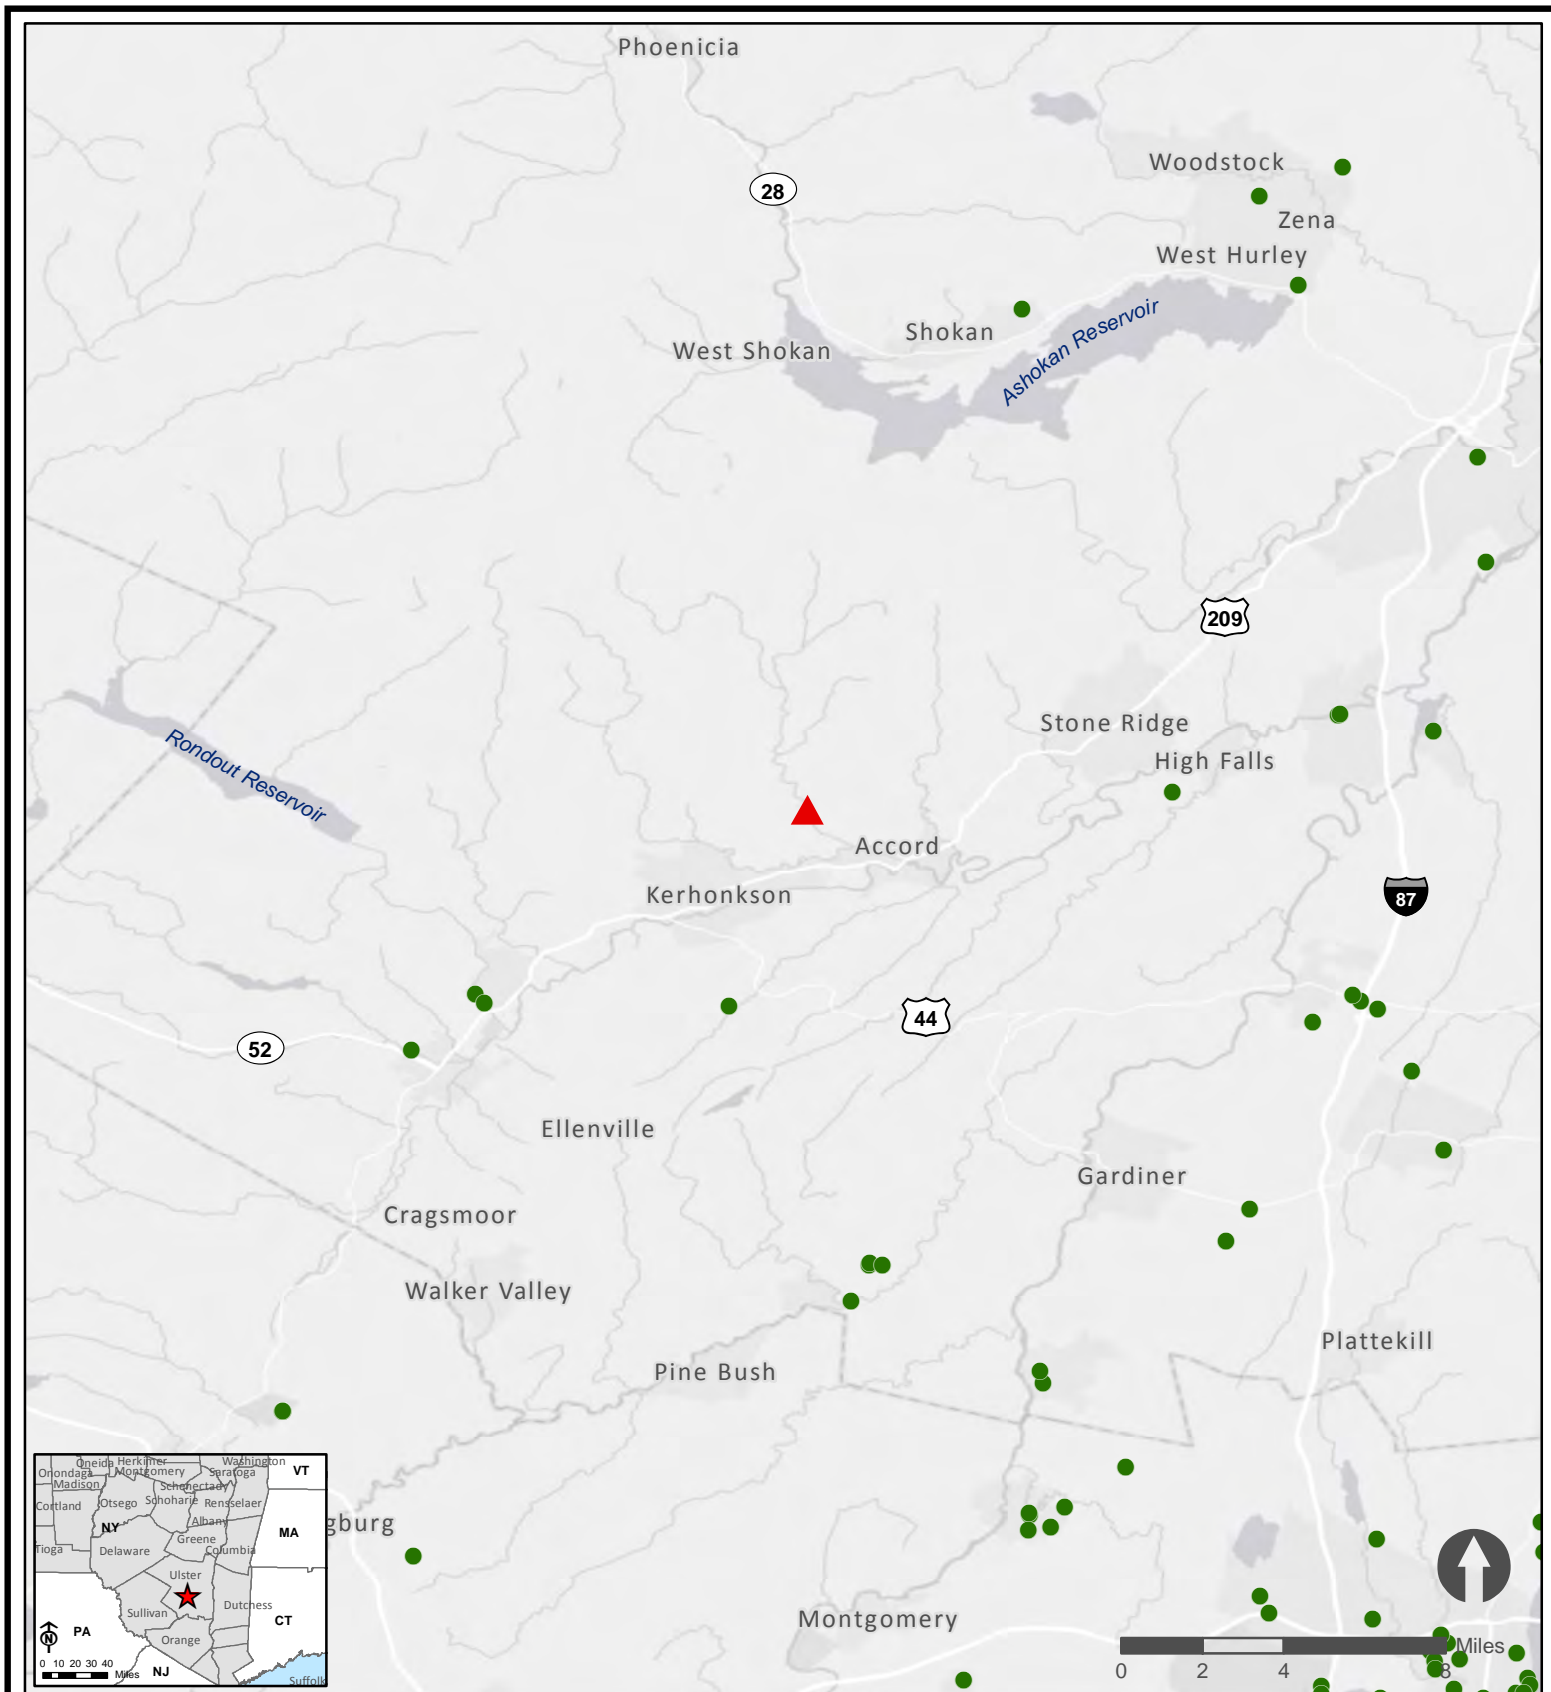 Phoenicia
Woodstock
28
Zena
West Hurley
Ashokan Reservoir
Shokan
West Shokan
209
Stone Ridge
High Falls
Rondout Reservoir
Accord
Kerhonkson
87
44
52
Ellenville
Gardiner
Cragsmoor
Walker Valley
Plattekill
Pine Bush
gburg
Montgomery
Miles
0 2 4 8
Oneida
Herkimer
Washington
Onondaga
Montgomery
Saratoga
VT
Madison
Schenectady
Cortland
Otsego
Schoharie
Rensselaer
NY
Albany
MA
Greene
Tioga
Delaware
Columbia
Ulster
Sullivan
Dutchess
CT
PA
Orange
N
0 10 20 30 40
Miles
NJ
Suffolk